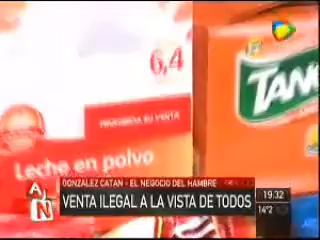 6,4
PROHIBIDA SU VENTA
TANG
Leche en polvo
A
N
GONZÁLEZ CATAN - EL NEGOCIO DEL HAMBRE
VENTA ILEGAL A LA VISTA DE TODOS
19:32
14°2